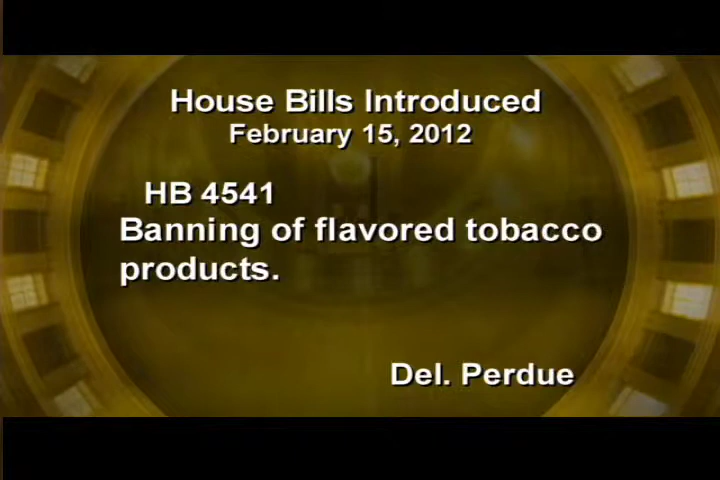 House Bills Introduced
February 15, 2012
HB 4541
Banning of flavored tobacco
products.
Del. Perdue